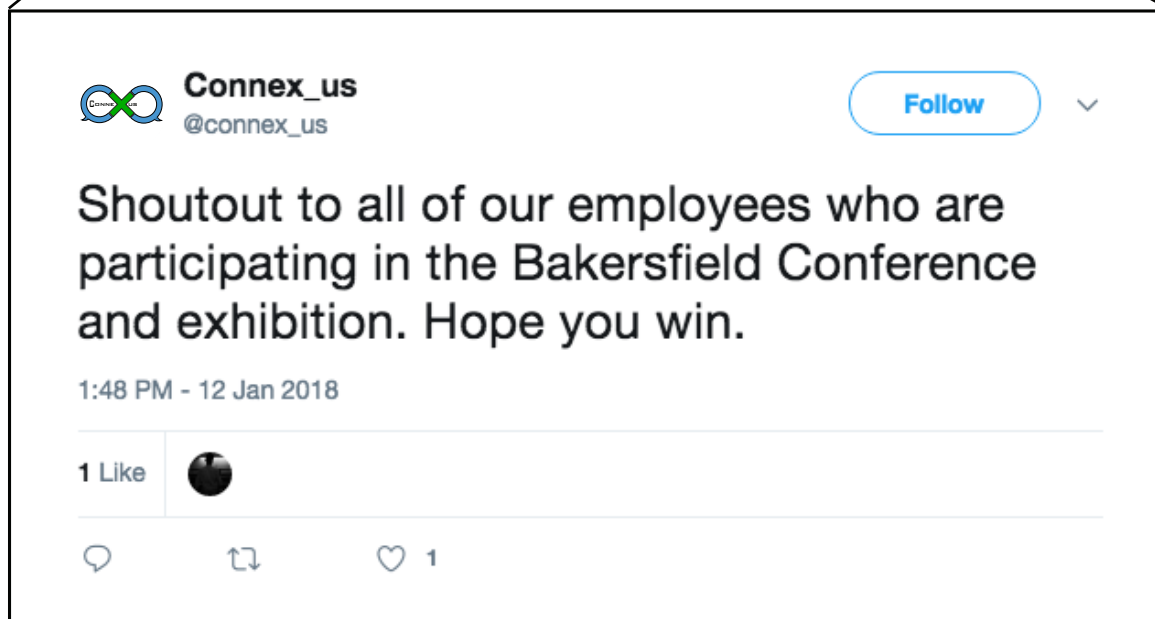 Connex_us
@connex_us
Follow
Shoutout to all of our employees who are
participating in the Bakersfield Conference
and exhibition. Hope you win.
1:48 PM - 12 Jan 2018
1 Like
1